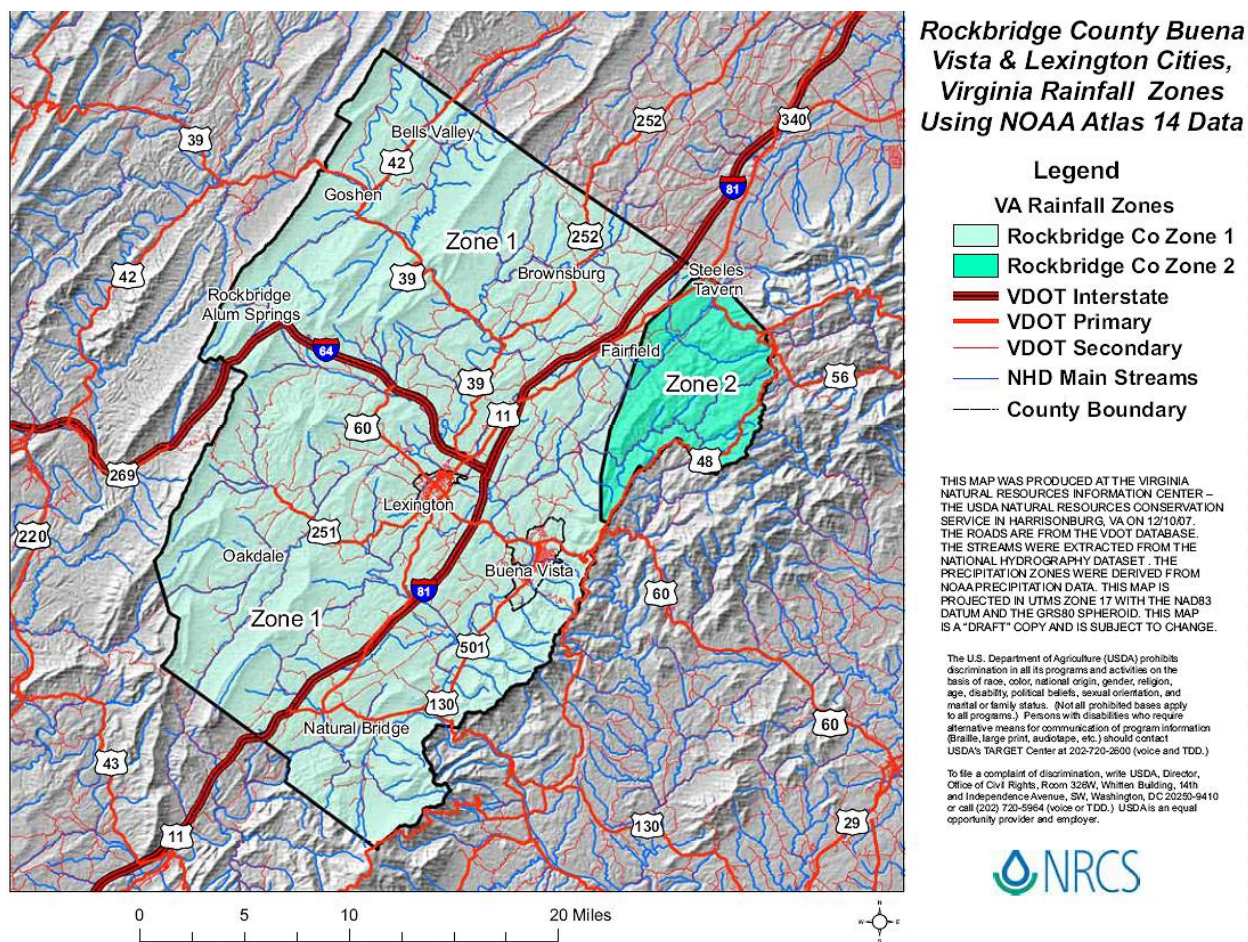 Rockbridge County Buena
Vista & Lexington Cities,
Virginia Rainfall Zones
Using NOAA Atlas 14 Data
Legend
VA Rainfall Zones
Rockbridge Co Zone 1
Rockbridge Co Zone 2
VDOT Interstate
VDOT Primary
VDOT Secondary
NHD Main Streams
County Boundary
THIS MAP WAS PRODUCED AT THE VIRGINIA
NATURAL RESOURCES INFORMATION CENTER –
THE USDA NATURAL RESOURCES CONSERVATION
SERVICE IN HARRISONBURG, VA ON 12/10/07.
THE ROADS ARE FROM THE VDOT DATABASE.
THE STREAMS WERE EXTRACTED FROM THE
NATIONAL HYDROGRAPHY DATASET. THE
PRECIPITATION ZONES WERE DERIVED FROM
NOAA PRECIPITATION DATA. THIS MAP IS
PROJECTED IN UTMS ZONE 17 WITH THE NAD83
DATUM AND THE GRS80 SPHEROID. THIS MAP
IS A "DRAFT" COPY AND IS SUBJECT TO CHANGE.
The U.S. Department of Agriculture (USDA) prohibits
discrimination in all its programs and activities on the
basis of race, color, national origin, gender, religion,
age, disability, political beliefs, sexual orientation, and
marital or family status. (Not all prohibited bases apply
to all programs.) Persons with disabilities who require
alternative means for communication of program information
(Braille, large print, audiotape, etc.) should contact
USDA's TARGET Center at 202-720-2600 (voice and TDD.)
To file a complaint of discrimination, write USDA, Director,
Office of Civil Rights, Room 326W, Whitten Building, 14th
and Independence Avenue, SW, Washington, DC 20250-9410
or call (202) 720-5964 (voice or TDD.) USDA is an equal
opportunity provider and employer.
NRCS
252
340
39
Bells Valley
42
81
Goshen
Zone 1
252
42
39
Brownsburg
Steeles
Tavern
Rockbridge
Alum Springs
64
Fairfield
39
Zone 2
56
11
60
48
269
Lexington
220
251
Oakdale
Buena Vista
81
60
Zone 1
501
130
Natural Bridge
60
43
11
130
29
0 5 10 20 Miles
N
W E
S